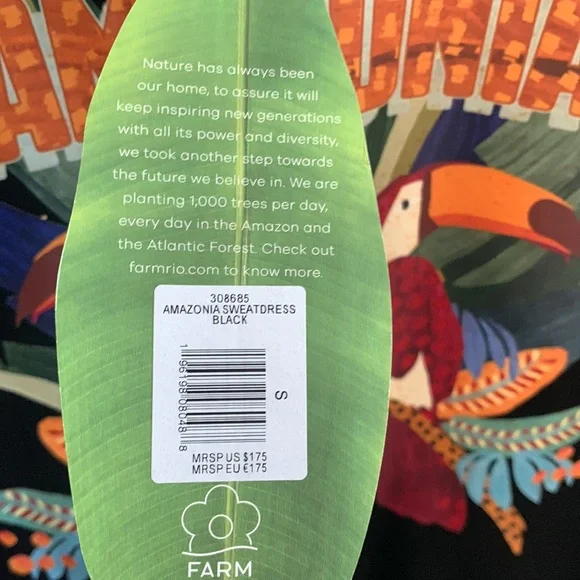 Nature has always been
our home, to assure it will
keep inspiring new generations
with all its power and diversity,
we took another step towards
the future we believe in. We are
planting 1,000 trees per day,
every day in the Amazon and
the Atlantic Forest. Check out
farmrio.com to know more.
308685
AMAZONIA SWEATDRESS
BLACK
S
MRSP US $175
MRSP EU €175
FARM